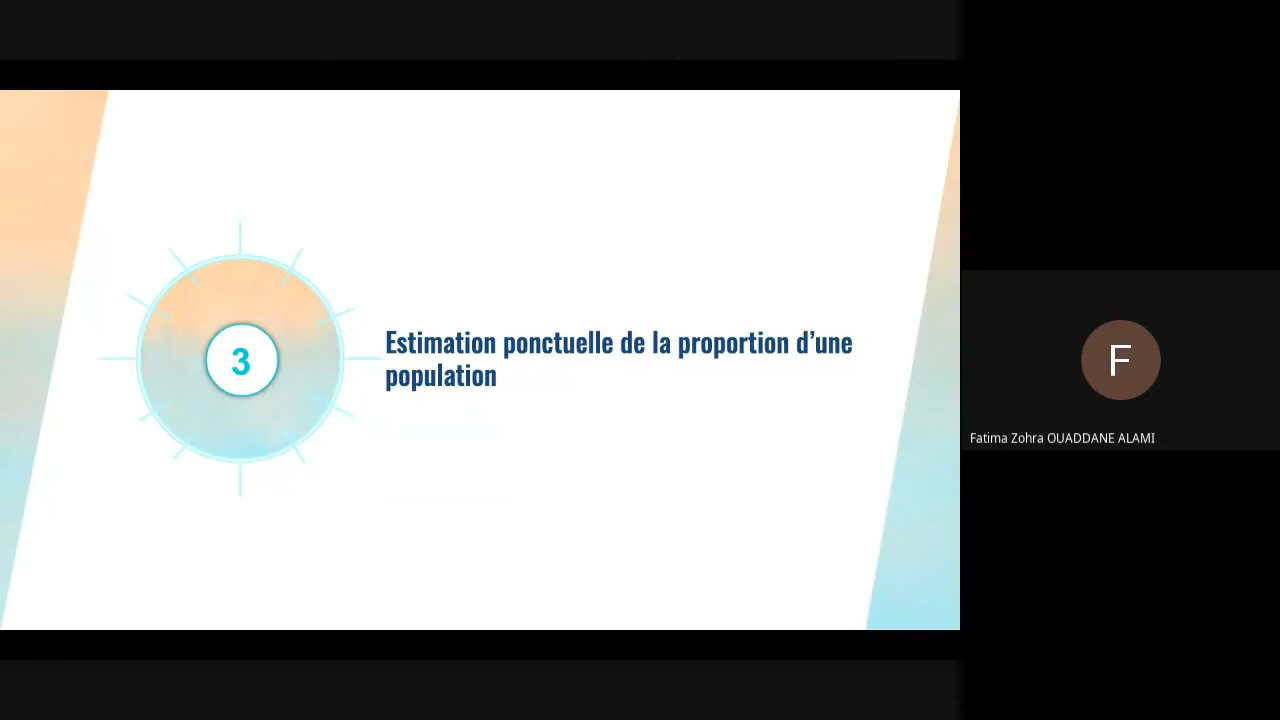 3
Estimation ponctuelle de la proportion d’une
population
F
Fatima Zohra OUADDANE ALAMI